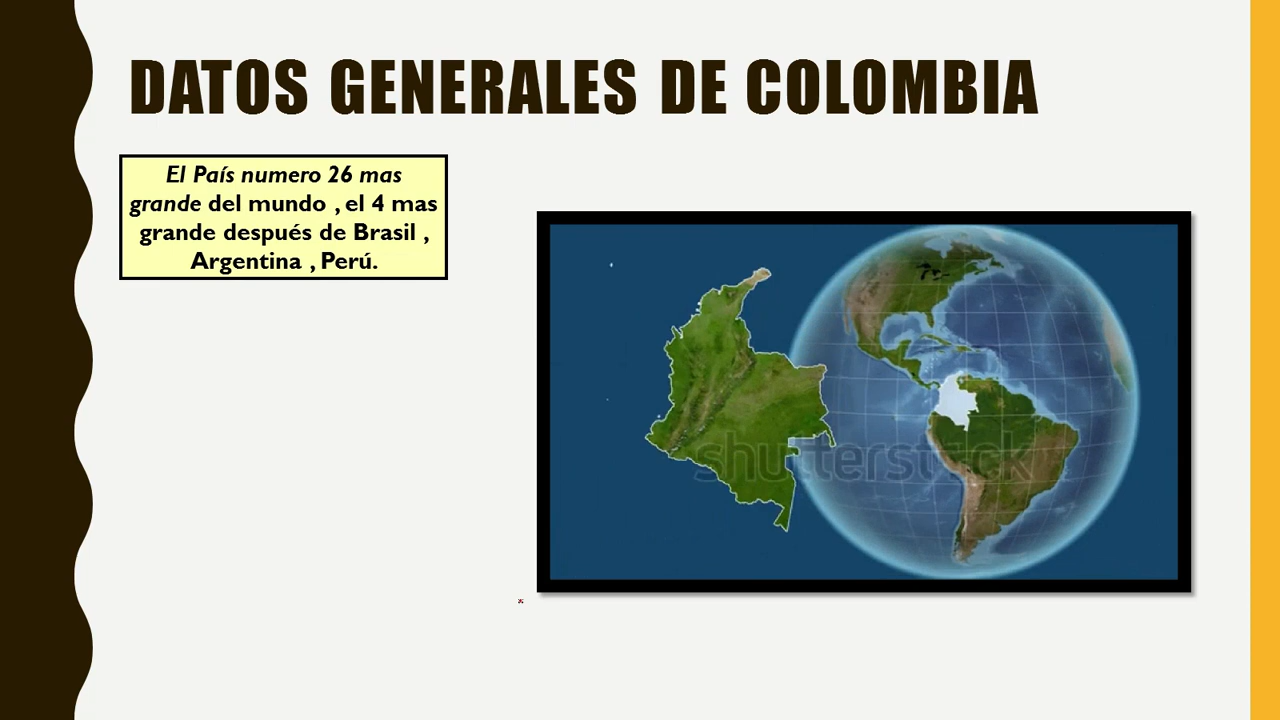 DATOS GENERALES DE COLOMBIA
El País numero 26 mas
grande del mundo , el 4 mas
grande después de Brasil ,
Argentina , Perú.
shutterstock